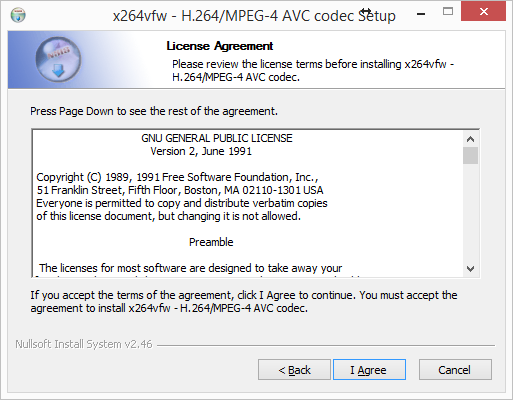 x264vfw - H.264/MPEG-4 AVC codec Setup
License Agreement
Please review the license terms before installing x264vfw -
H.264/MPEG-4 AVC codec.
Press Page Down to see the rest of the agreement.
GNU GENERAL PUBLIC LICENSE
Version 2, June 1991
Copyright (C) 1989, 1991 Free Software Foundation, Inc.,
51 Franklin Street, Fifth Floor, Boston, MA 02110-1301 USA
Everyone is permitted to copy and distribute verbatim copies
of this license document, but changing it is not allowed.
Preamble
The licenses for most software are designed to take away your
If you accept the terms of the agreement, click I Agree to continue. You must accept the
agreement to install x264vfw - H.264/MPEG-4 AVC codec.
Nullsoft Install System v2.46
< Back
I Agree
Cancel